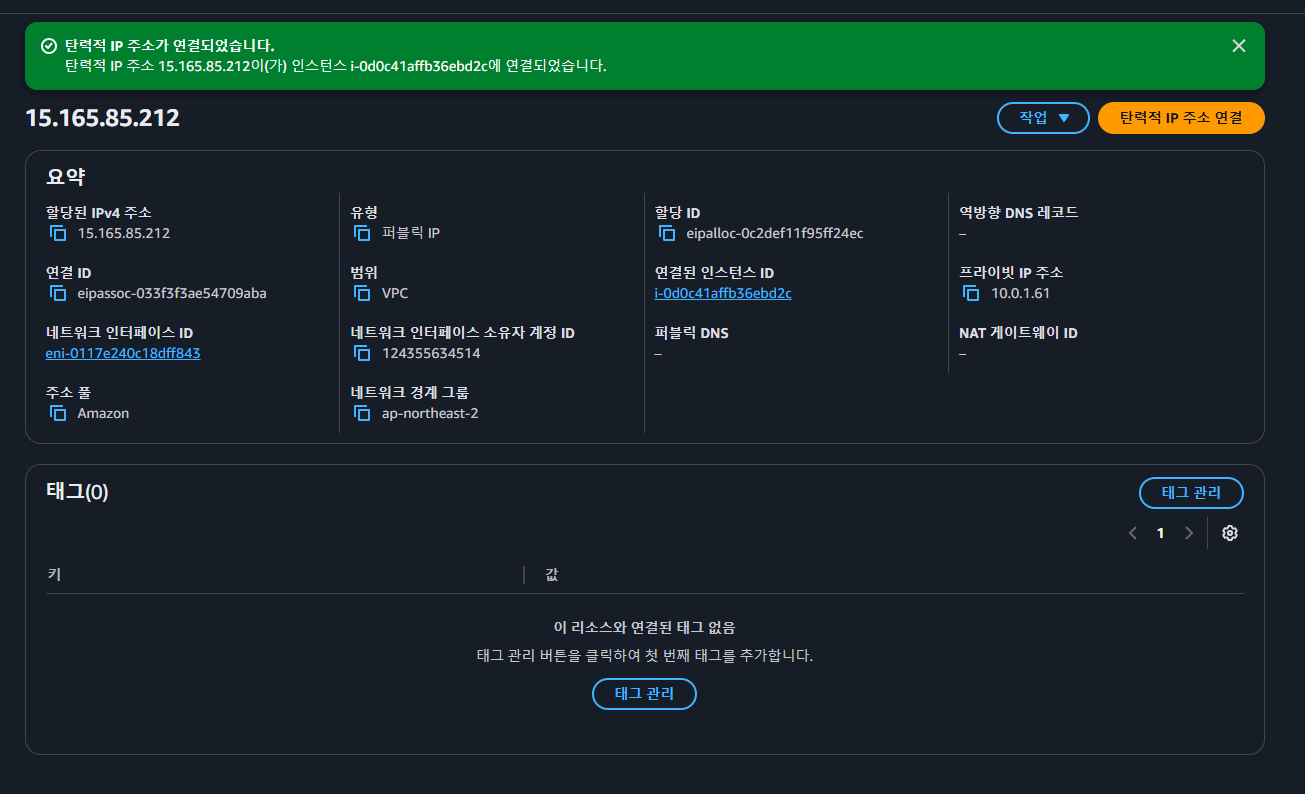 탄력적 IP 주소가 연결되었습니다.
탄력적 IP 주소 15.165.85.212이(가) 인스턴스 i-0d0c41affb36ebd2c에 연결되었습니다.
15.165.85.212
작업
탄력적 IP 주소 연결
요약
할당된 IPv4 주소
15.165.85.212
유형
퍼블릭 IP
할당 ID
eipalloc-0c2def11f95ff24ec
역방향 DNS 레코드
–
연결 ID
eipassoc-033f3f3ae54709aba
범위
VPC
연결된 인스턴스 ID
i-0d0c41affb36ebd2c
프라이빗 IP 주소
10.0.1.61
네트워크 인터페이스 ID
eni-0117e240c18dff843
네트워크 인터페이스 소유자 계정 ID
124355634514
퍼블릭 DNS
–
NAT 게이트웨이 ID
–
주소 풀
Amazon
네트워크 경계 그룹
ap-northeast-2
태그(0)
태그 관리
1
키
값
이 리소스와 연결된 태그 없음
태그 관리 버튼을 클릭하여 첫 번째 태그를 추가합니다.
태그 관리